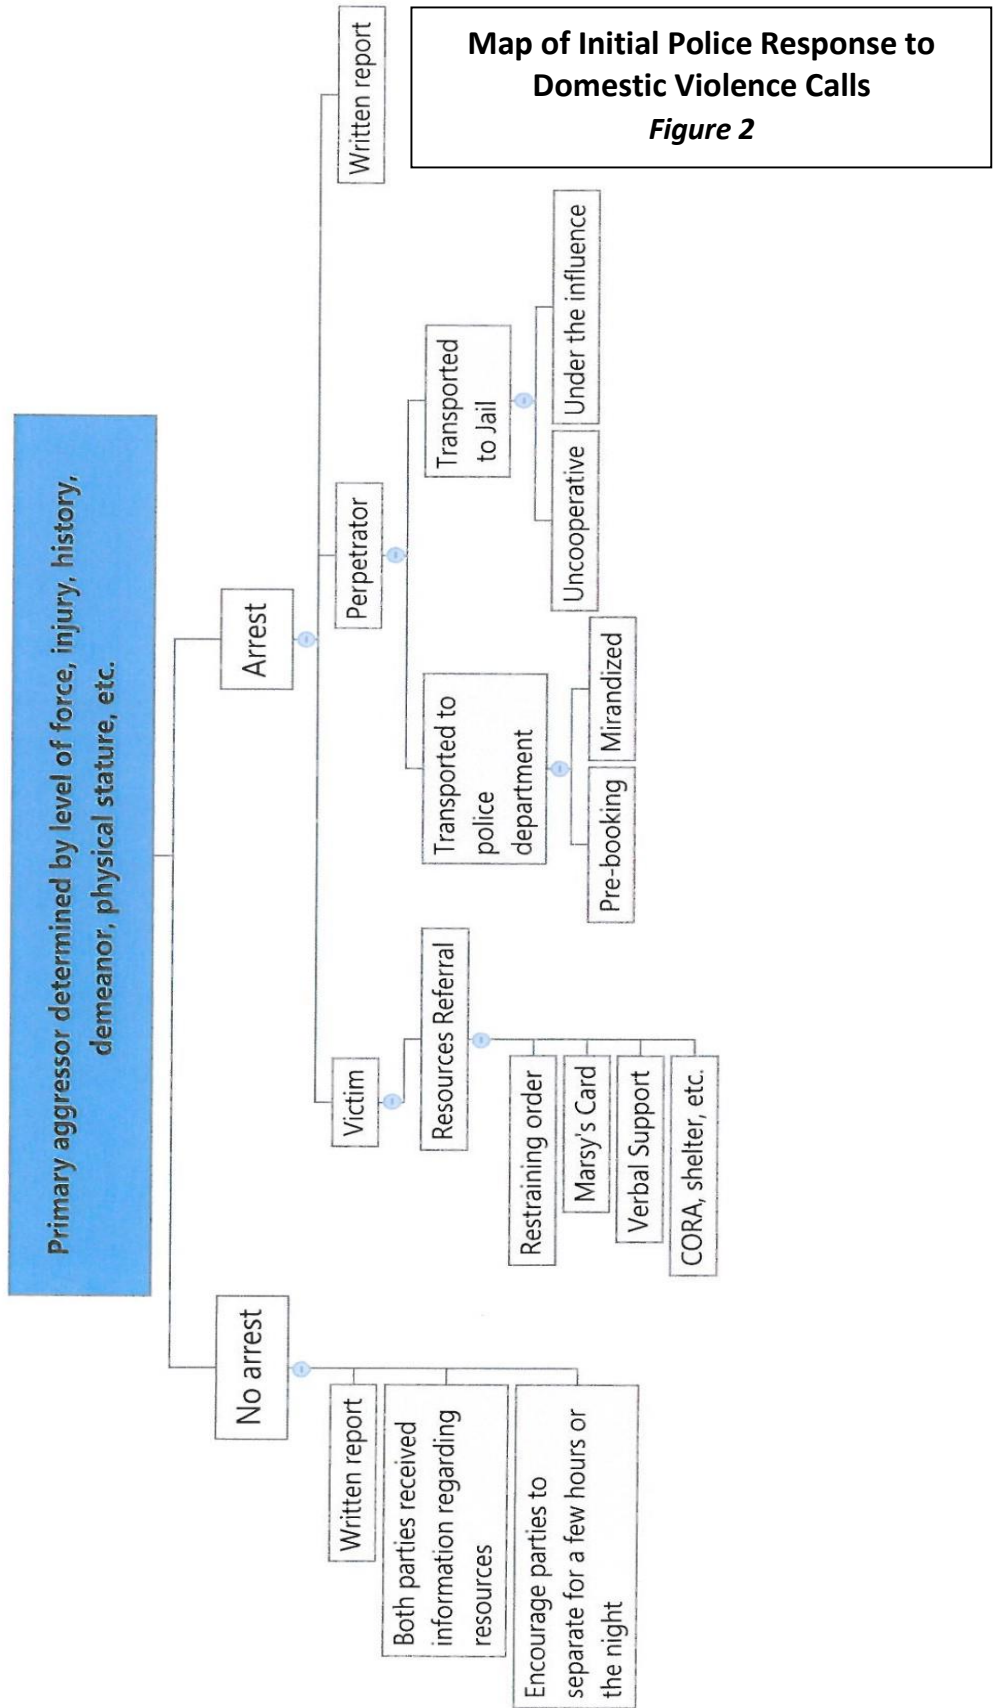 Map of Initial Police Response to
Domestic Violence Calls
Figure 2
Primary aggressor determined by level of force, injury, history,
demeanor, physical stature, etc.
No arrest
Written report
Both parties received
information regarding
resources
Encourage parties to
separate for a few hours or
the night
Arrest
Victim
Resources Referral
Restraining order
Marsy's Card
Verbal Support
CORA, shelter, etc.
Perpetrator
Transported to
police
department
Pre-booking
Mirandized
Transported
to Jail
Uncooperative
Under the influence
Written report